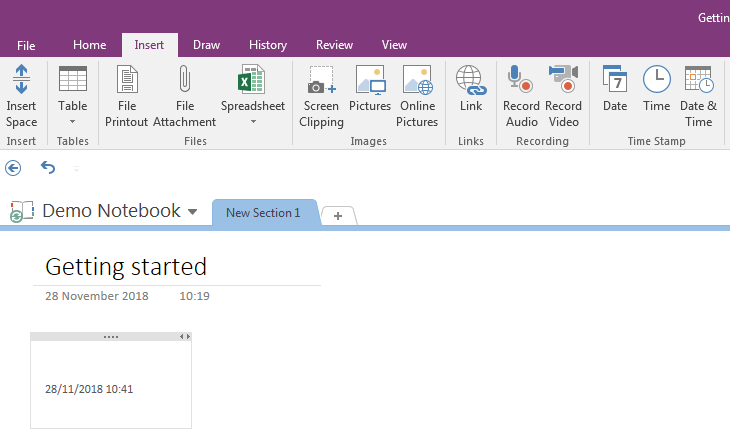 Gettin
File Home Insert Draw History Review View
Insert Space Table File Printout File Attachment Spreadsheet Screen Clipping Pictures Online Pictures Link Record Audio Record Video Date Time Date & Time
Insert Tables Files Images Links Recording Time Stamp
Demo Notebook New Section 1 +
Getting started
28 November 2018 10:19
28/11/2018 10:41